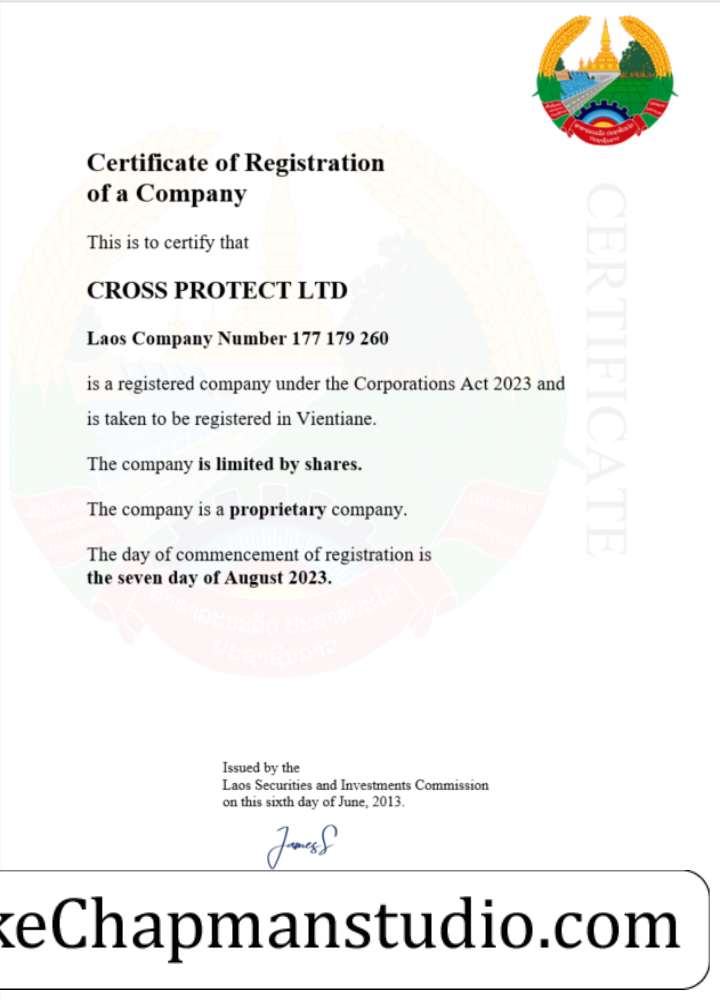 Certificate of Registration
of a Company
This is to certify that
CROSS PROTECT LTD
Laos Company Number 177 179 260
is a registered company under the Corporations Act 2023 and
is taken to be registered in Vientiane.
The company is limited by shares.
The company is a proprietary company.
The day of commencement of registration is
the seven day of August 2023.
CERTIFICATE
Issued by the
Laos Securities and Investments Commission
on this sixth day of June, 2013.
JamesS
keChapmanstudio.com